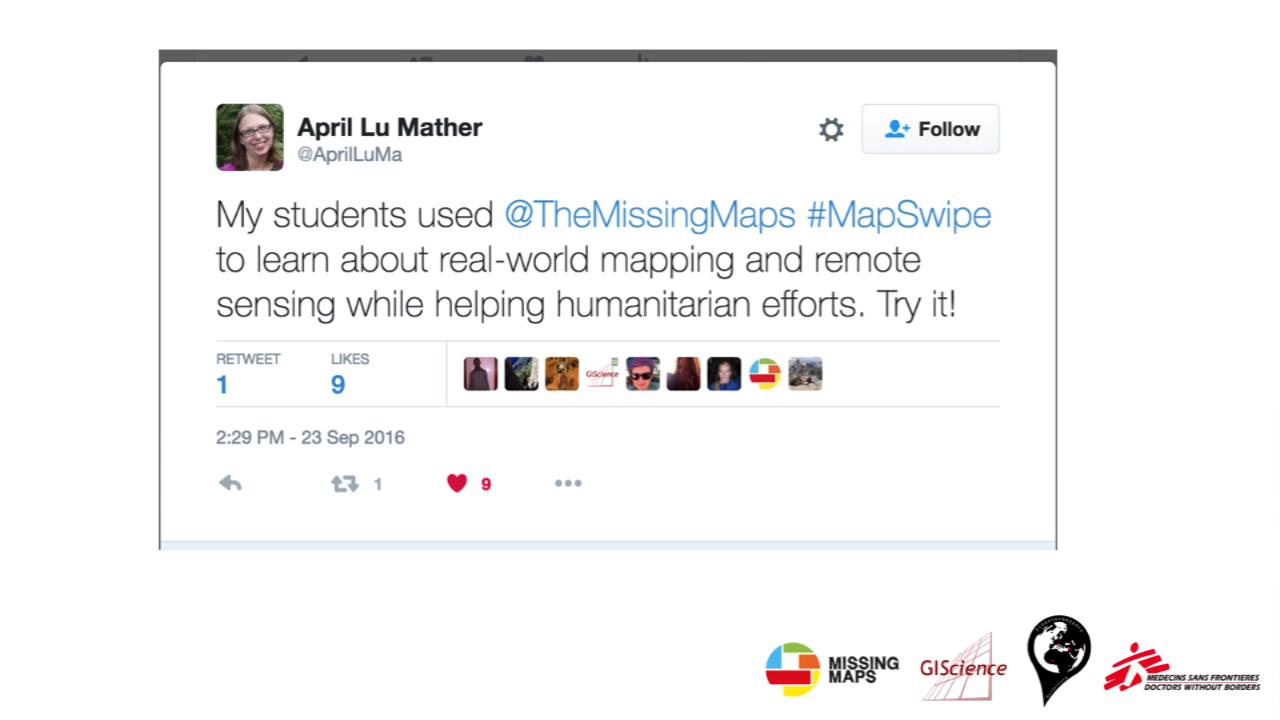 April Lu Mather
@AprilLuMa
Follow
My students used @TheMissingMaps #MapSwipe
to learn about real-world mapping and remote
sensing while helping humanitarian efforts. Try it!
RETWEET
1
LIKES
9
GIScience
2:29 PM - 23 Sep 2016
1
9
MISSING
MAPS
GIScience
MEDECINS SANS FRONTIERES
DOCTORS WITHOUT BORDERS